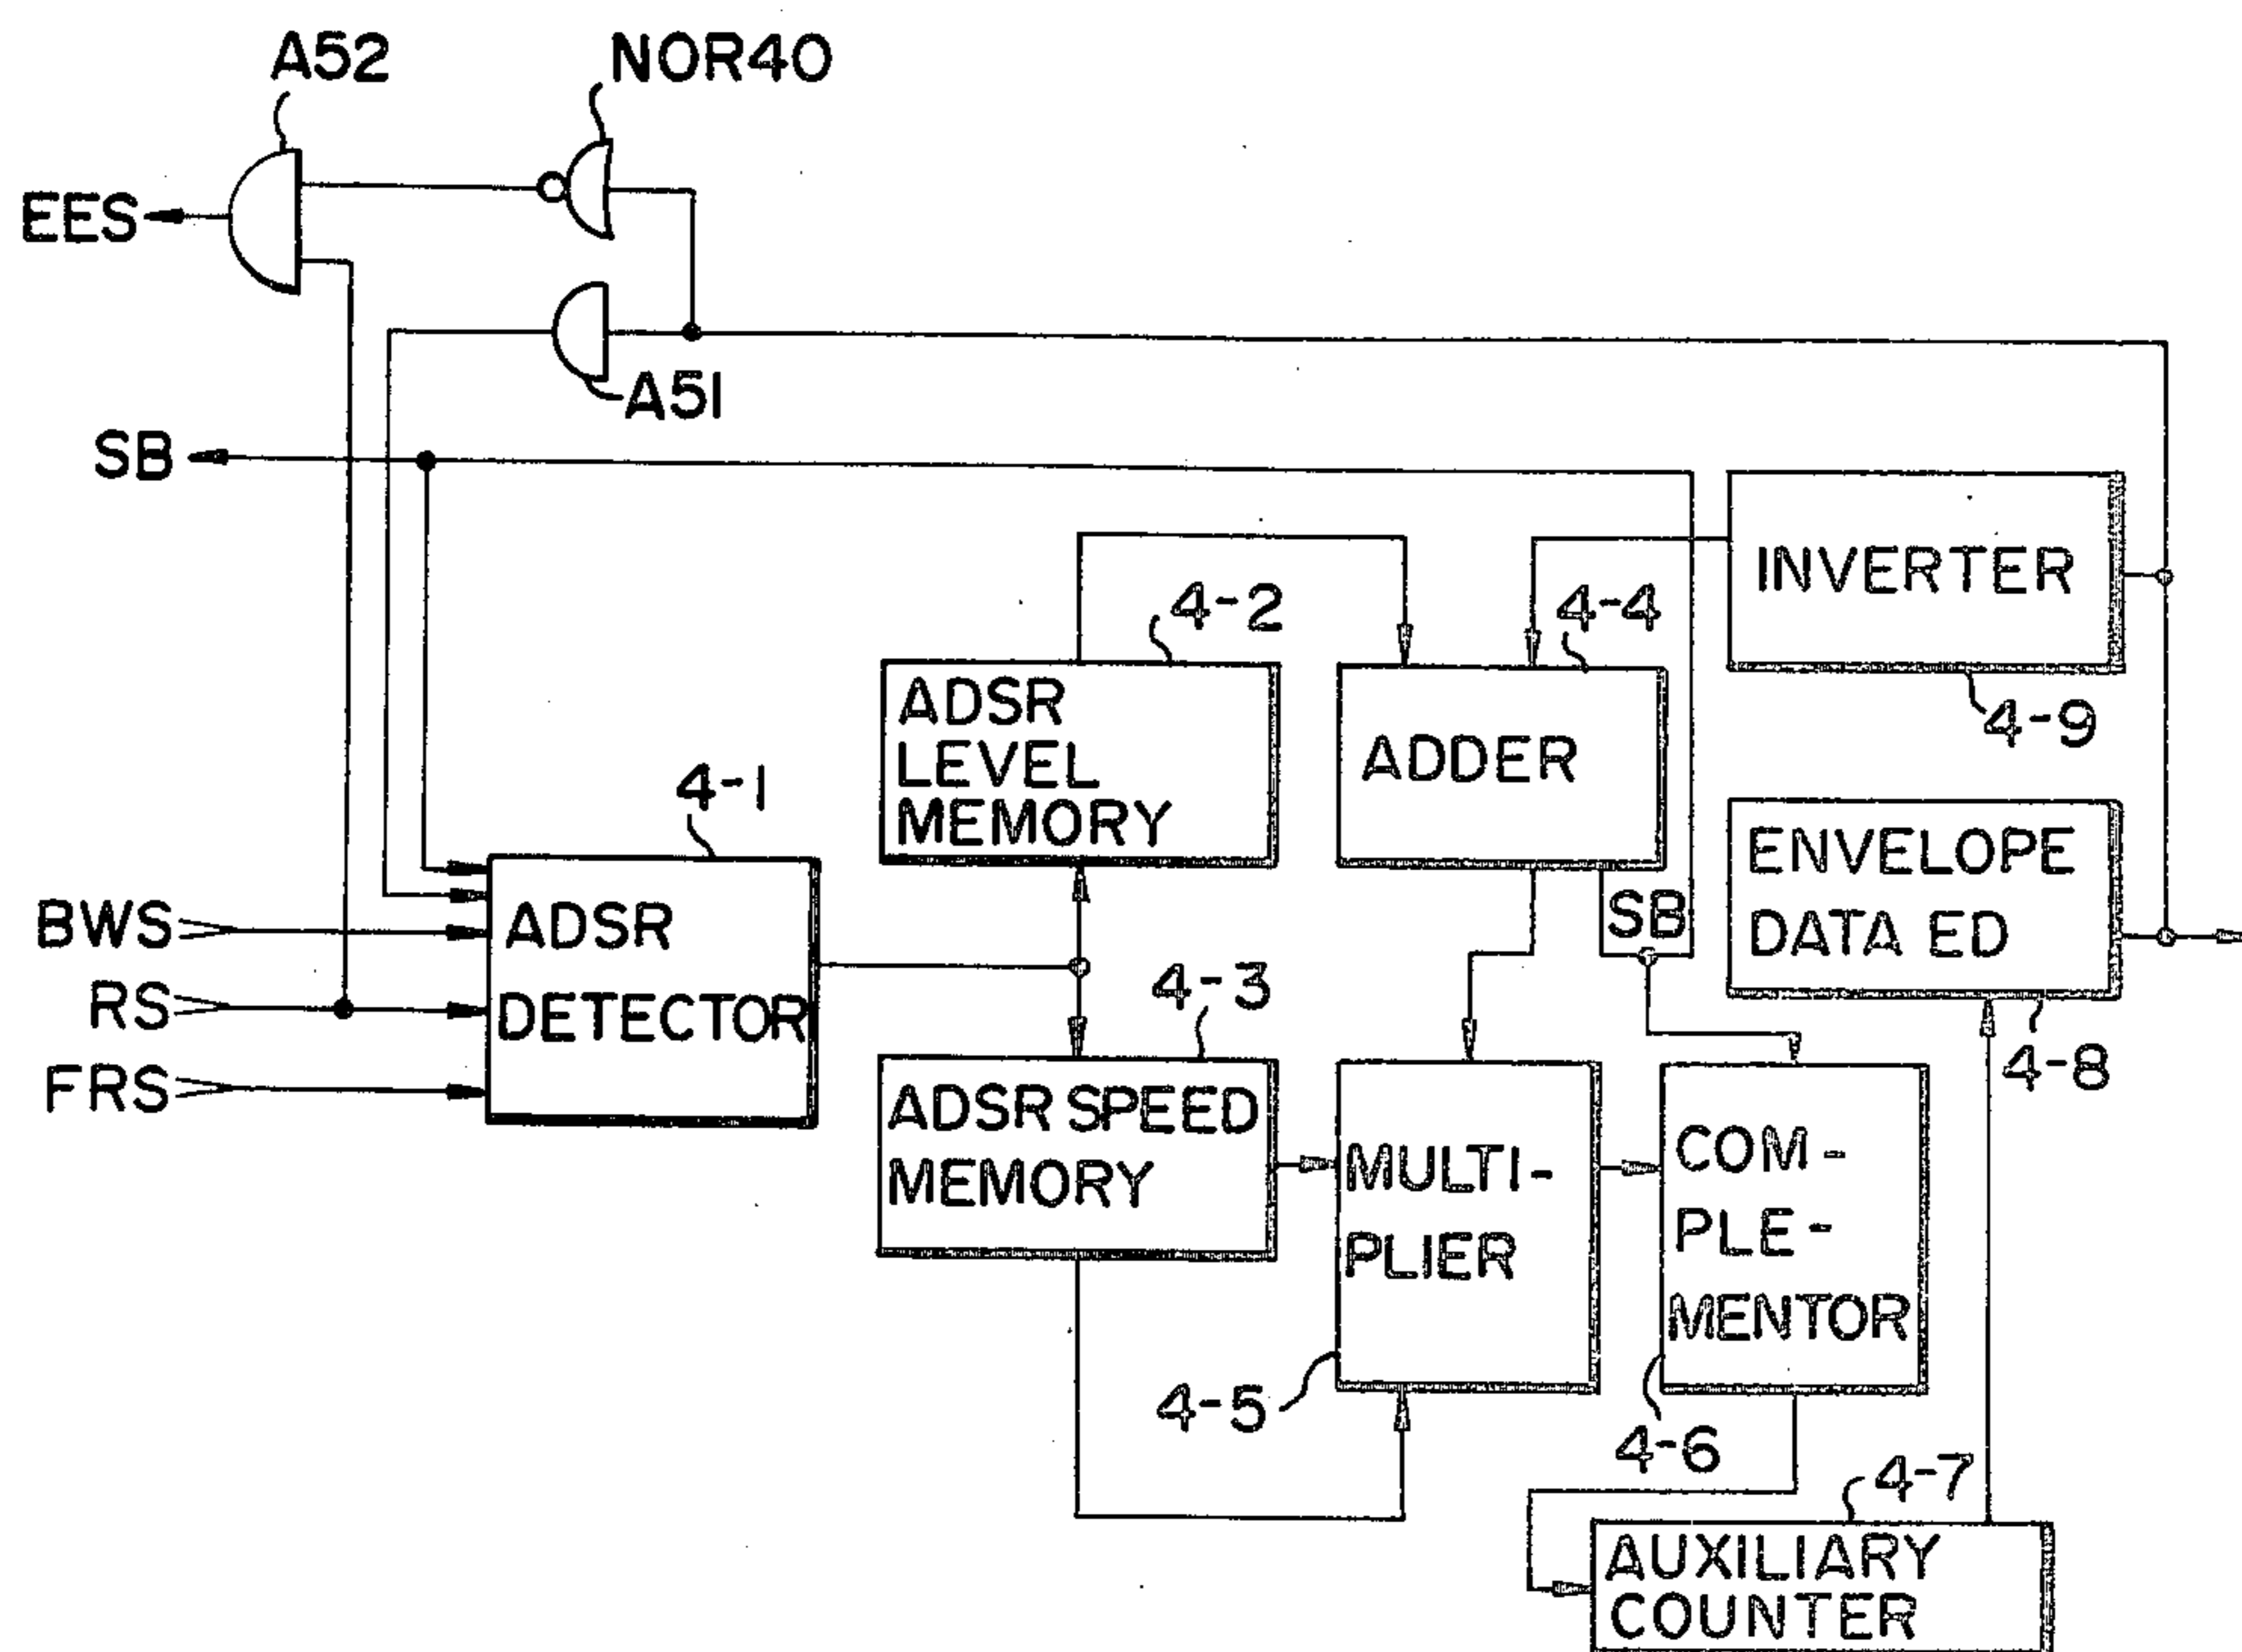 A52
NOR40
EES
A51
SB
INVERTER
4-2
4-4
4-9
ADSR
LEVEL
MEMORY
ADDER
4-1
ENVELOPE
DATA ED
SB
4-8
BWS
RS
FRS
ADSR
DETECTOR
4-3
ADSR SPEED
MEMORY
MULTI-
PLIER
COM-
PLE-
MENTOR
4-5
4-6
4-7
AUXILIARY
COUNTER